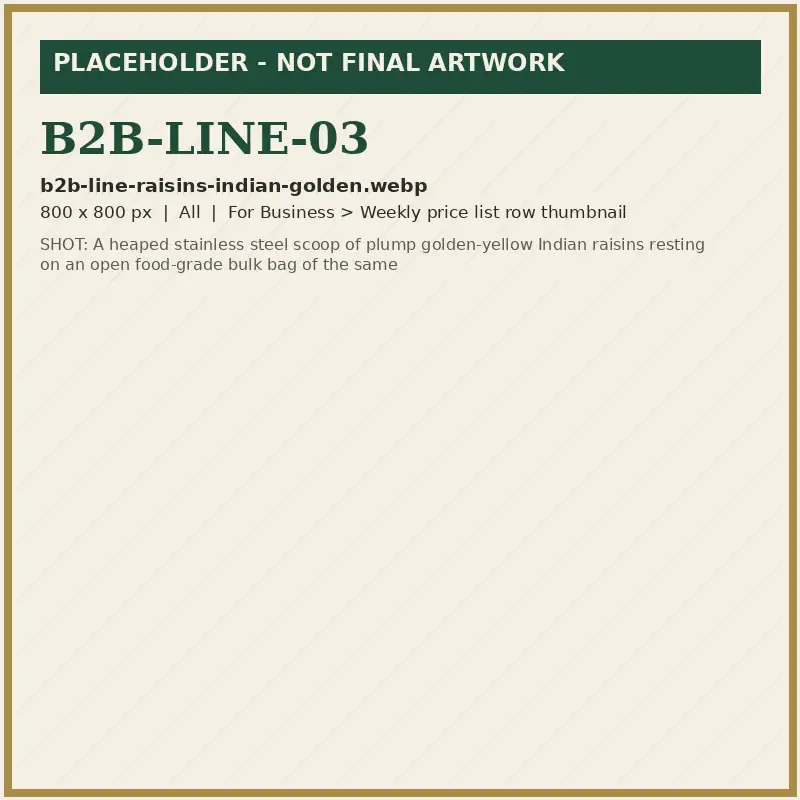 PLACEHOLDER - NOT FINAL ARTWORK
B2B-LINE-03
b2b-line-raisins-indian-golden.webp
800 x 800 px | All | For Business > Weekly price list row thumbnail
SHOT: A heaped stainless steel scoop of plump golden-yellow Indian raisins resting
on an open food-grade bulk bag of the same